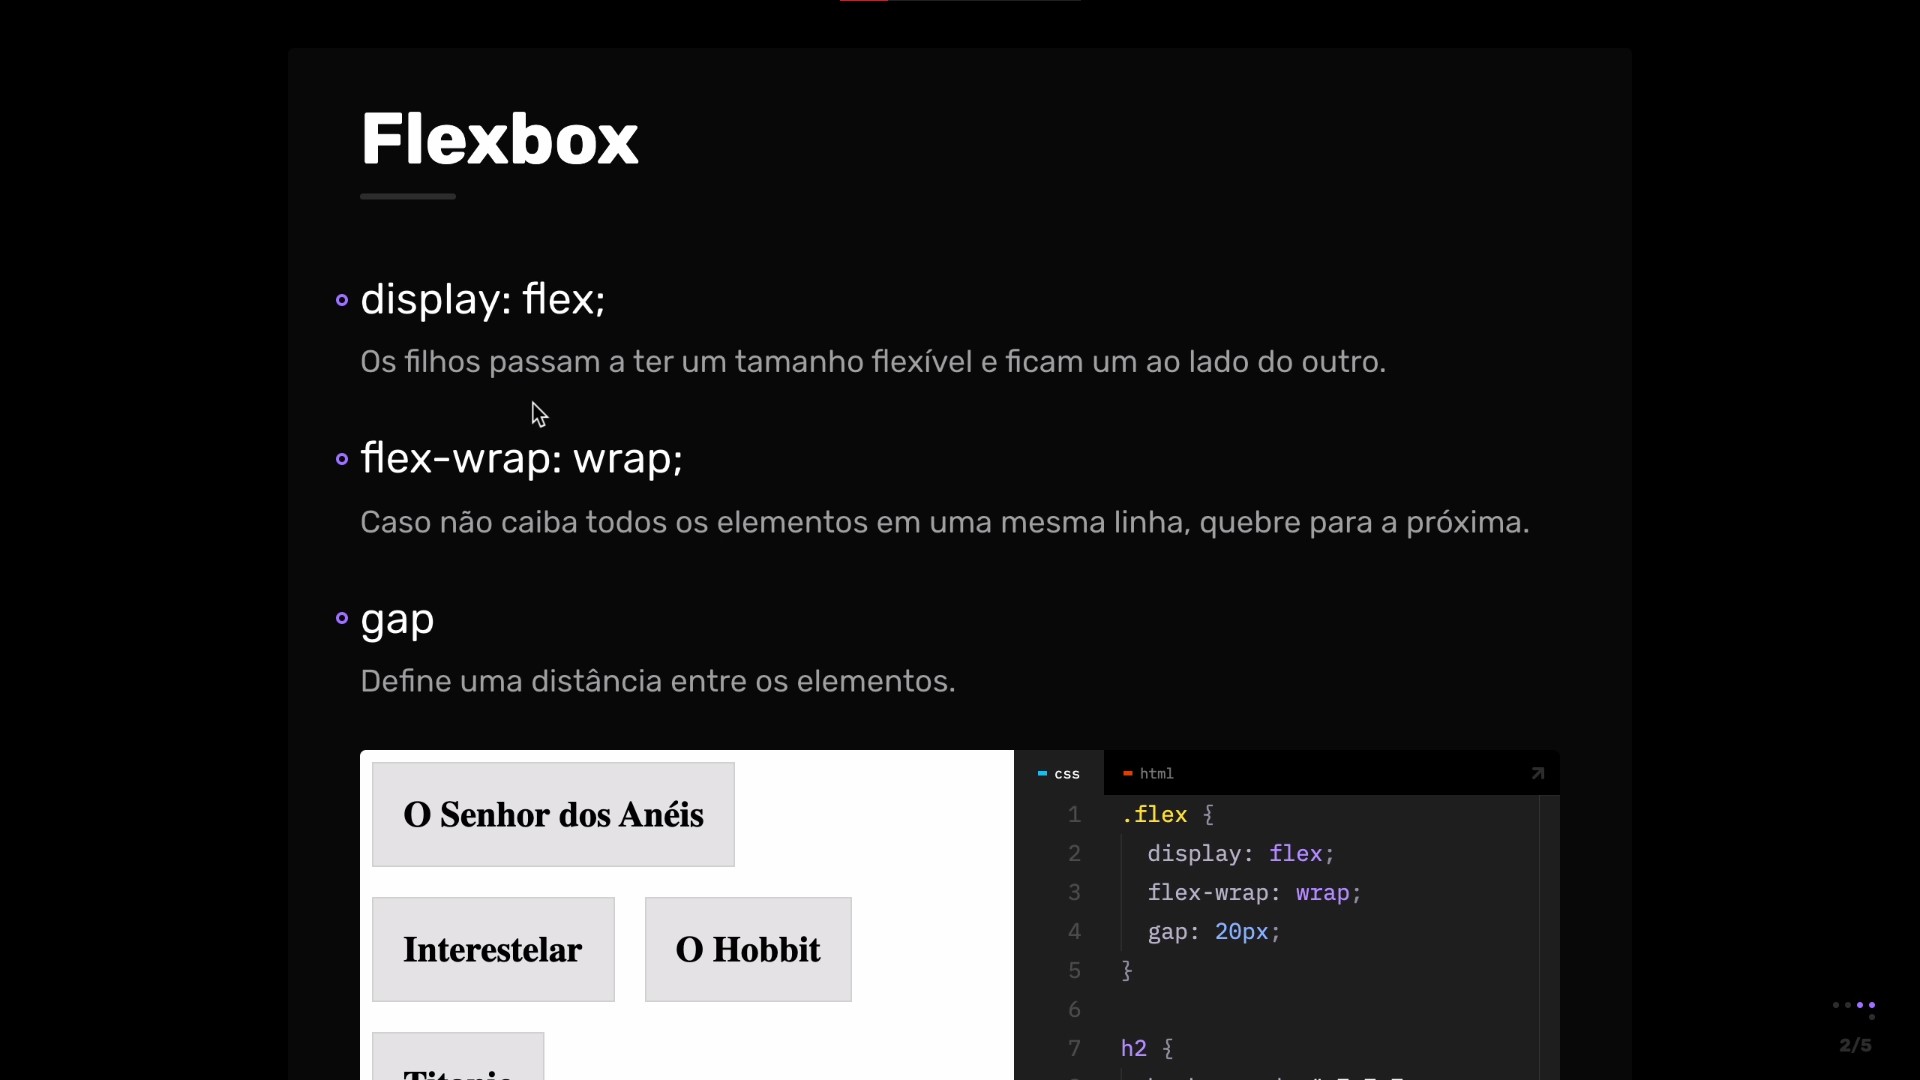 Flexbox
display: flex;
Os filhos passam a ter um tamanho flexível e ficam um ao lado do outro.
flex-wrap: wrap;
Caso não caiba todos os elementos em uma mesma linha, quebre para a próxima.
gap
Define uma distância entre os elementos.
O Senhor dos Anéis
Interestelar
O Hobbit
css
html
1 .flex {
2 display: flex;
3 flex-wrap: wrap;
4 gap: 20px;
5 }
6
7 h2 {
2/5